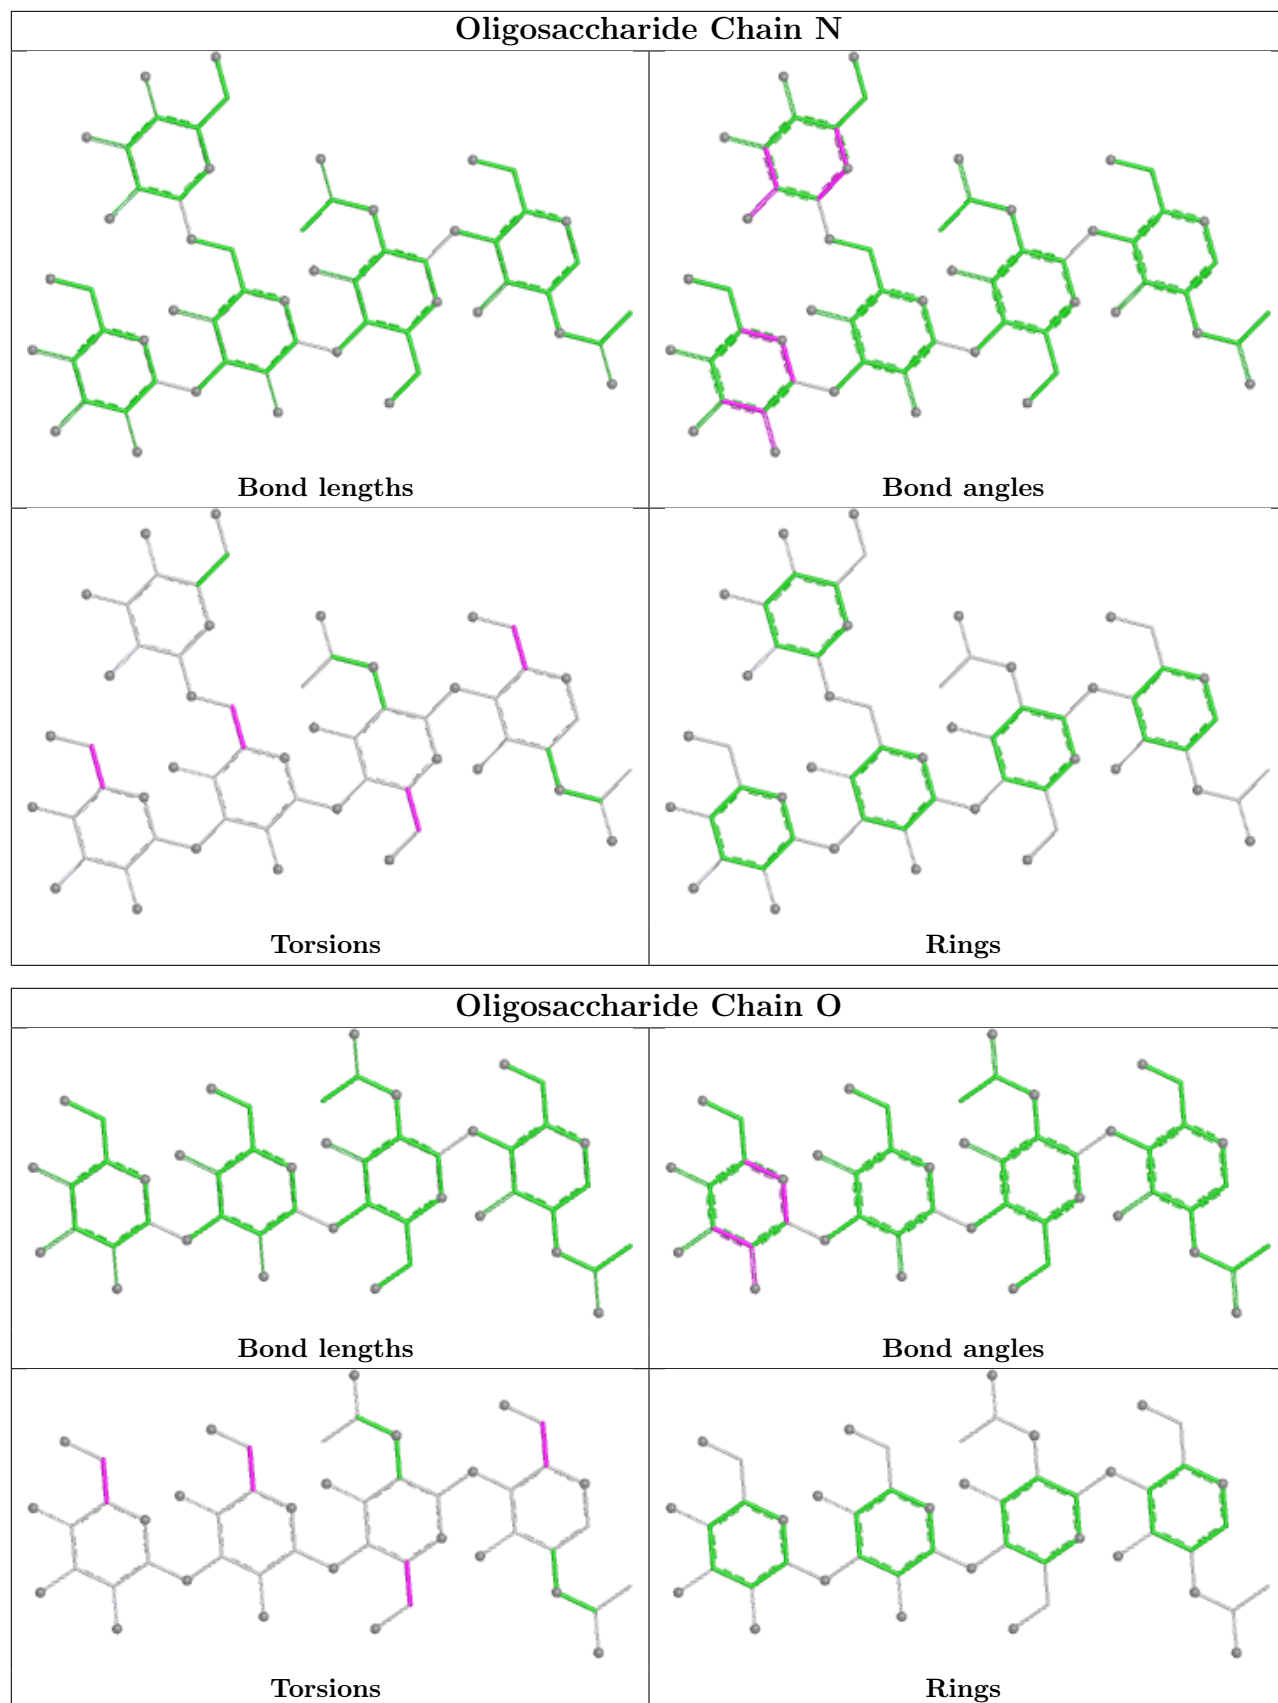 Oligosaccharide Chain N
Bond lengths
Bond angles
Torsions
Rings
Oligosaccharide Chain O
Bond lengths
Bond angles
Torsions
Rings